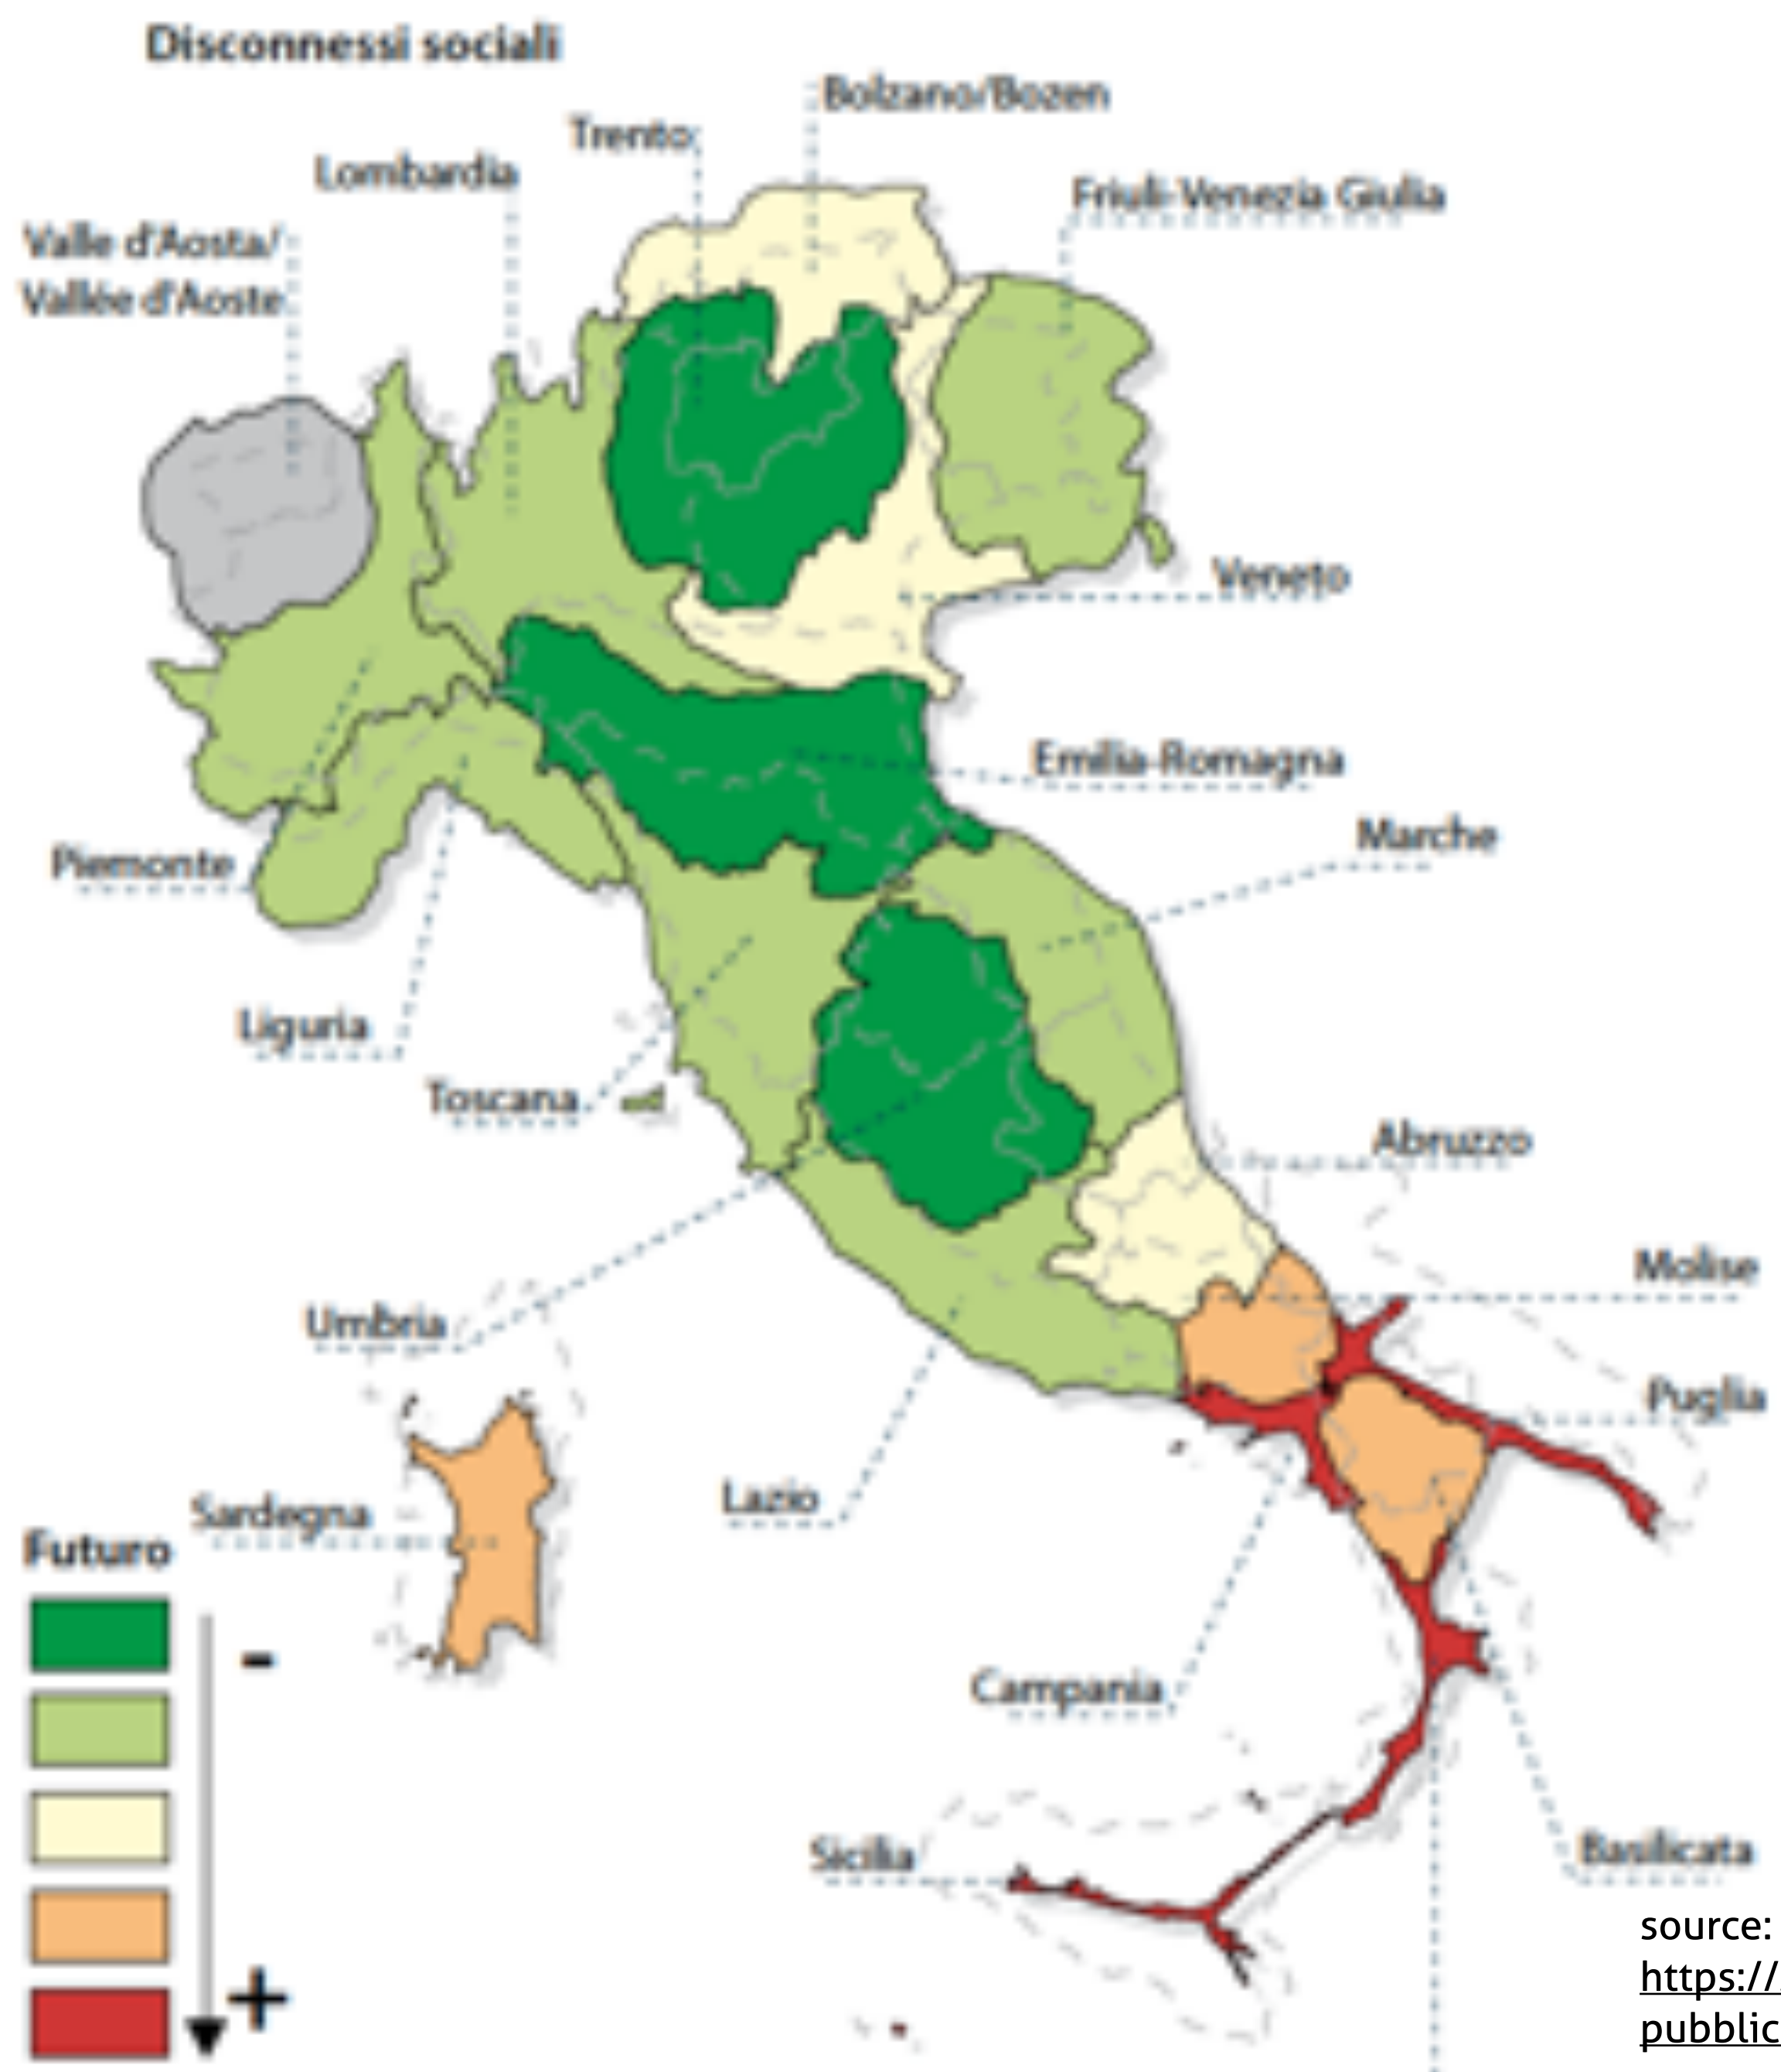 Disconnessi sociali
Bolzano/Bozen
Trento
Lombardia
Friuli-Venezia Giulia
Valle d'Aosta/
Vallée d'Aoste
Veneto
Emilia-Romagna
Marche
Piemonte
Liguria
Toscana
Abruzzo
Molise
Umbria
Puglia
Lazio
Sardegna
Futuro
-
Campania
Sicilia
Basilicata
+
source:
https://
pubblic